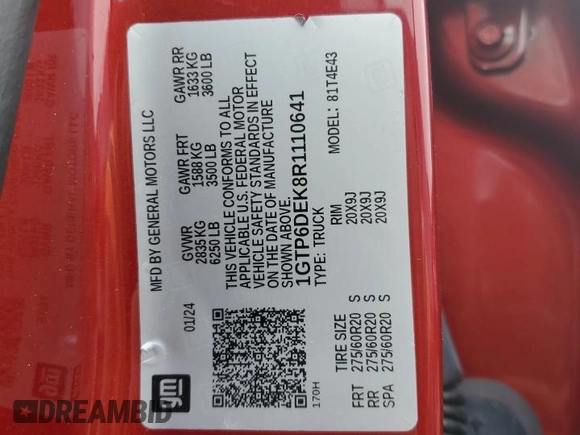 MFD BY GENERAL MOTORS LLC
01/24
GVWR GAWR FRT GAWR RR
2835 KG 1588 KG 1633 KG
6250 LB 3500 LB 3600 LB
THIS VEHICLE CONFORMS TO ALL
APPLICABLE U.S. FEDERAL MOTOR
VEHICLE SAFETY STANDARDS IN EFFECT
ON THE DATE OF MANUFACTURE
SHOWN ABOVE.
1GTP6DEK8R1110641
TYPE: TRUCK MODEL: 81T4E43
gm
170H
TIRE SIZE RIM
FRT 275/60R20 S 20X9J
RR 275/60R20 S 20X9J
SPA 275/60R20 S 20X9J
DREAMBID